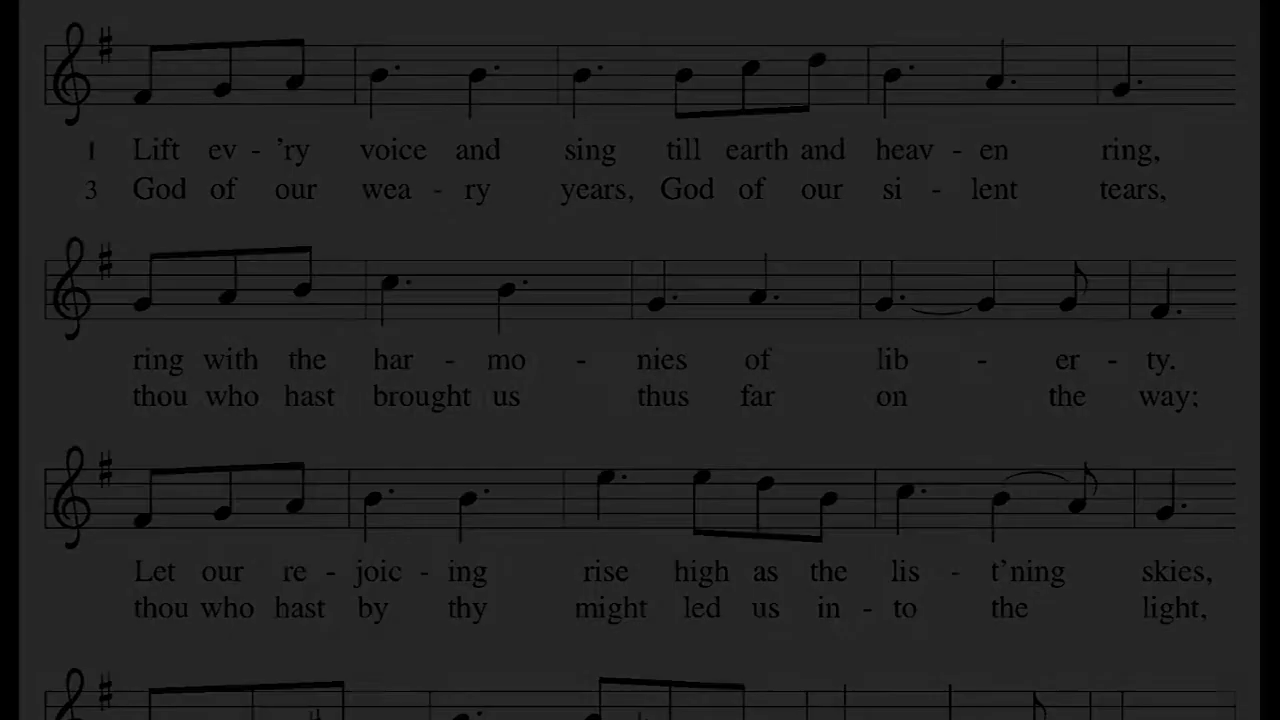 1 Lift ev - 'ry voice and sing till earth and heav - en ring,
3 God of our wea - ry years, God of our si - lent tears,
ring with the har - mo - nies of lib - er - ty.
thou who hast brought us thus far on the way;
Let our re - joic - ing rise high as the lis - t'ning skies,
thou who hast by thy might led us in - to the light,